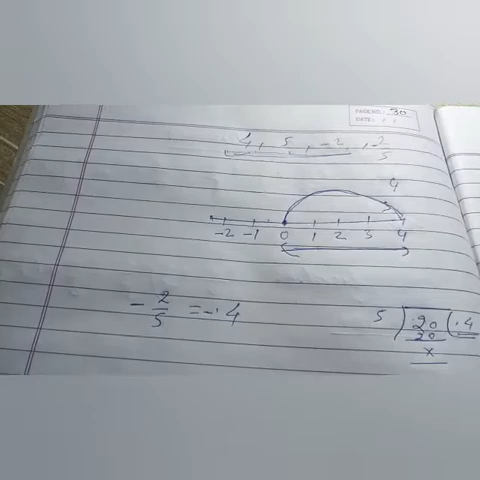 PAGE NO. 30
DATE: / /
4, 5, -2, 2/5
4
-2 -1 0 1 2 3 4
-2/5 = -.4
5 ) .20 ( .4
20
x